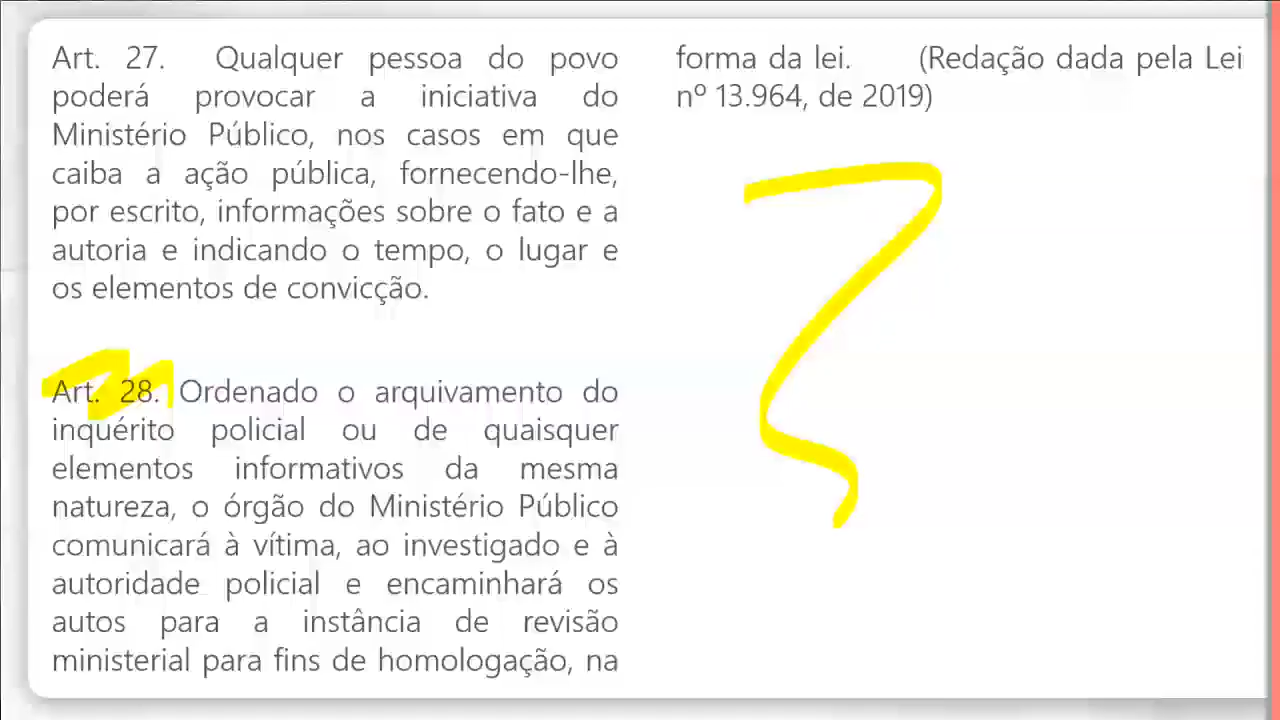 Art. 27. Qualquer pessoa do povo
poderá provocar a iniciativa do
Ministério Público, nos casos em que
caiba a ação pública, fornecendo-lhe,
por escrito, informações sobre o fato e a
autoria e indicando o tempo, o lugar e
os elementos de convicção.
Art. 28. Ordenado o arquivamento do
inquérito policial ou de quaisquer
elementos informativos da mesma
natureza, o órgão do Ministério Público
comunicará à vítima, ao investigado e à
autoridade policial e encaminhará os
autos para a instância de revisão
ministerial para fins de homologação, na
forma da lei. (Redação dada pela Lei
nº 13.964, de 2019)